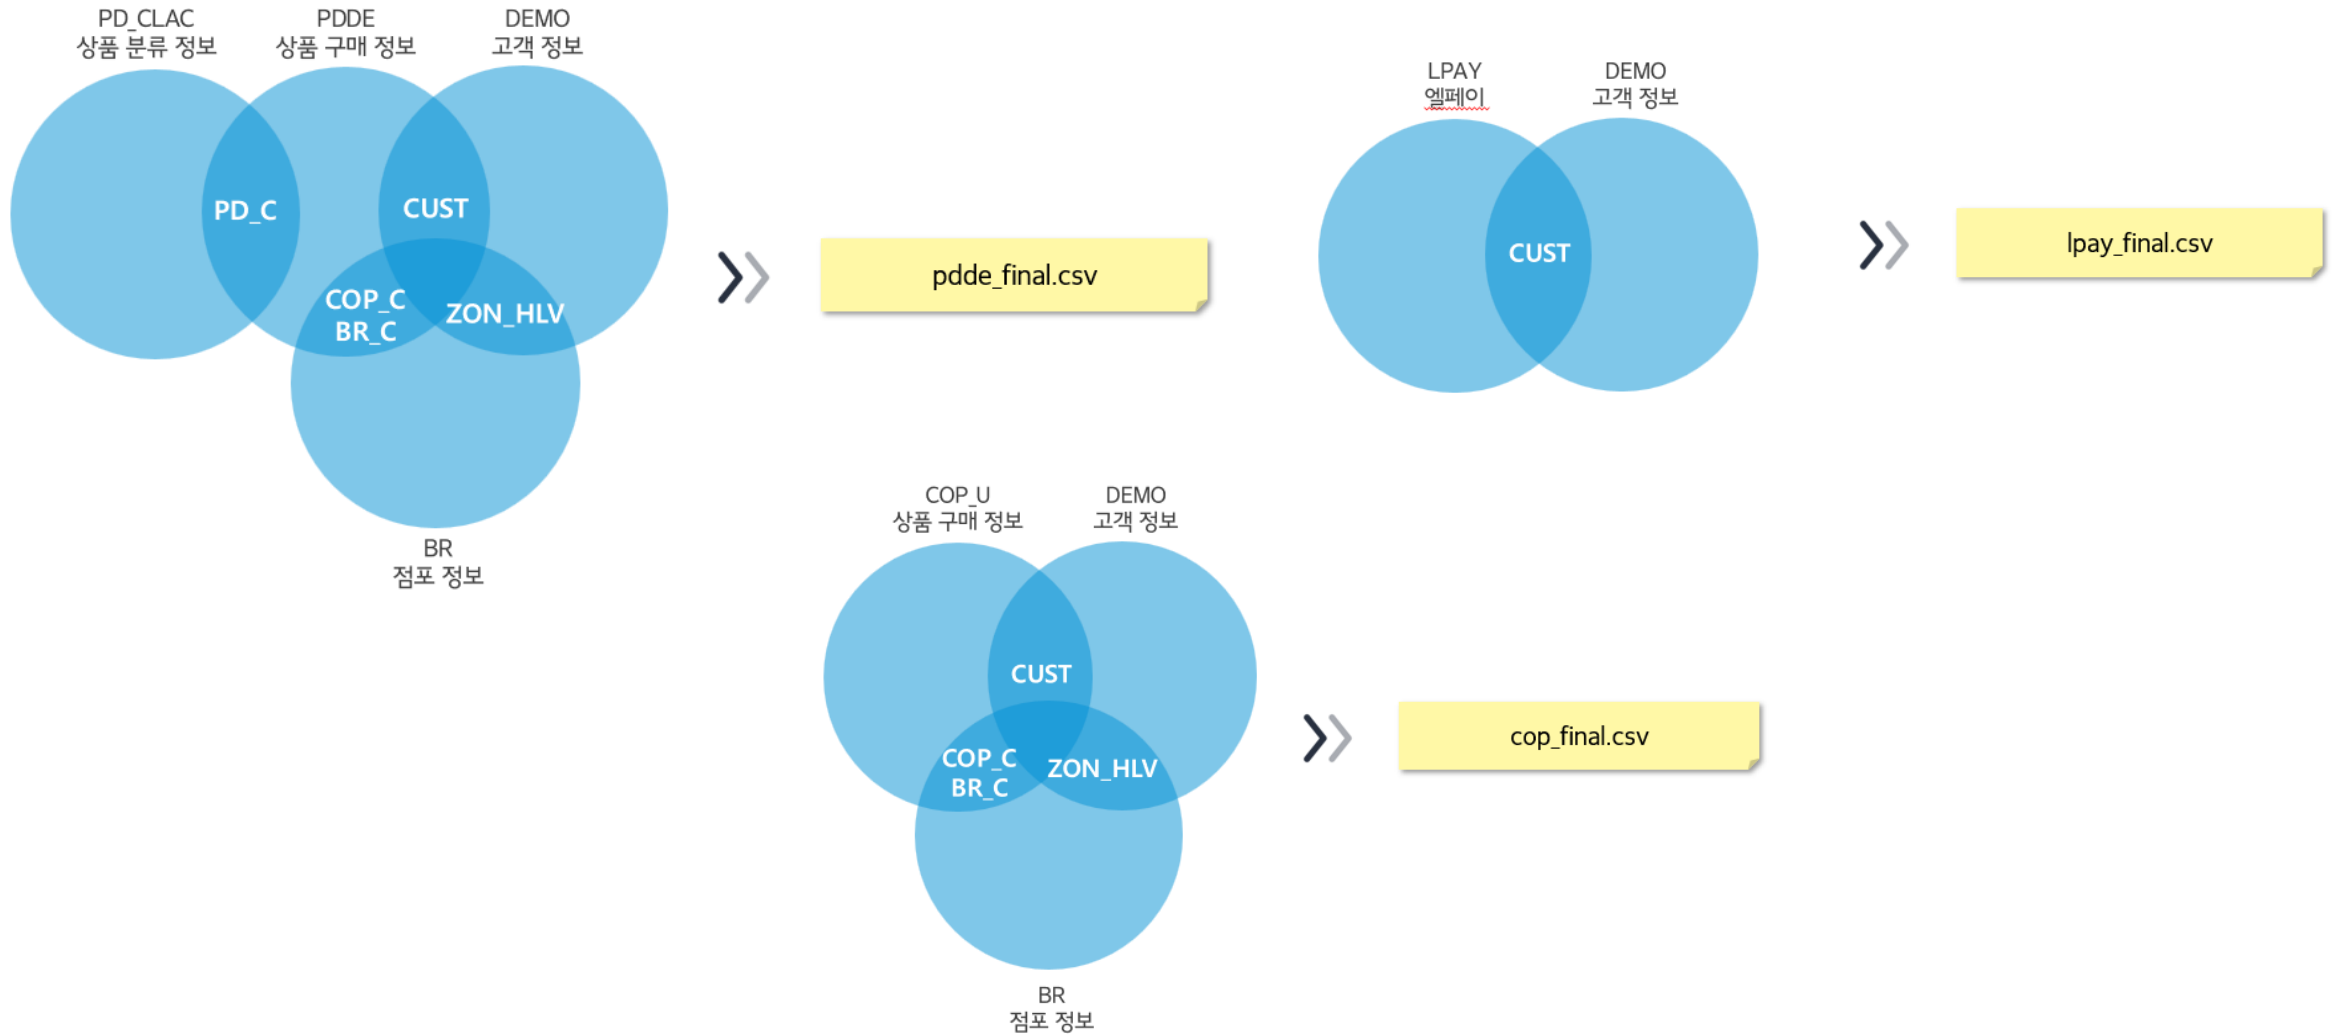 PD_CLAC
상품 분류 정보
PDDE
상품 구매 정보
DEMO
고객 정보
PD_C
CUST
COP_C
BR_C
ZON_HLV
BR
점포 정보
pdde_final.csv
LPAY
엘페이
DEMO
고객 정보
CUST
lpay_final.csv
COP_U
상품 구매 정보
DEMO
고객 정보
CUST
COP_C
BR_C
ZON_HLV
BR
점포 정보
cop_final.csv